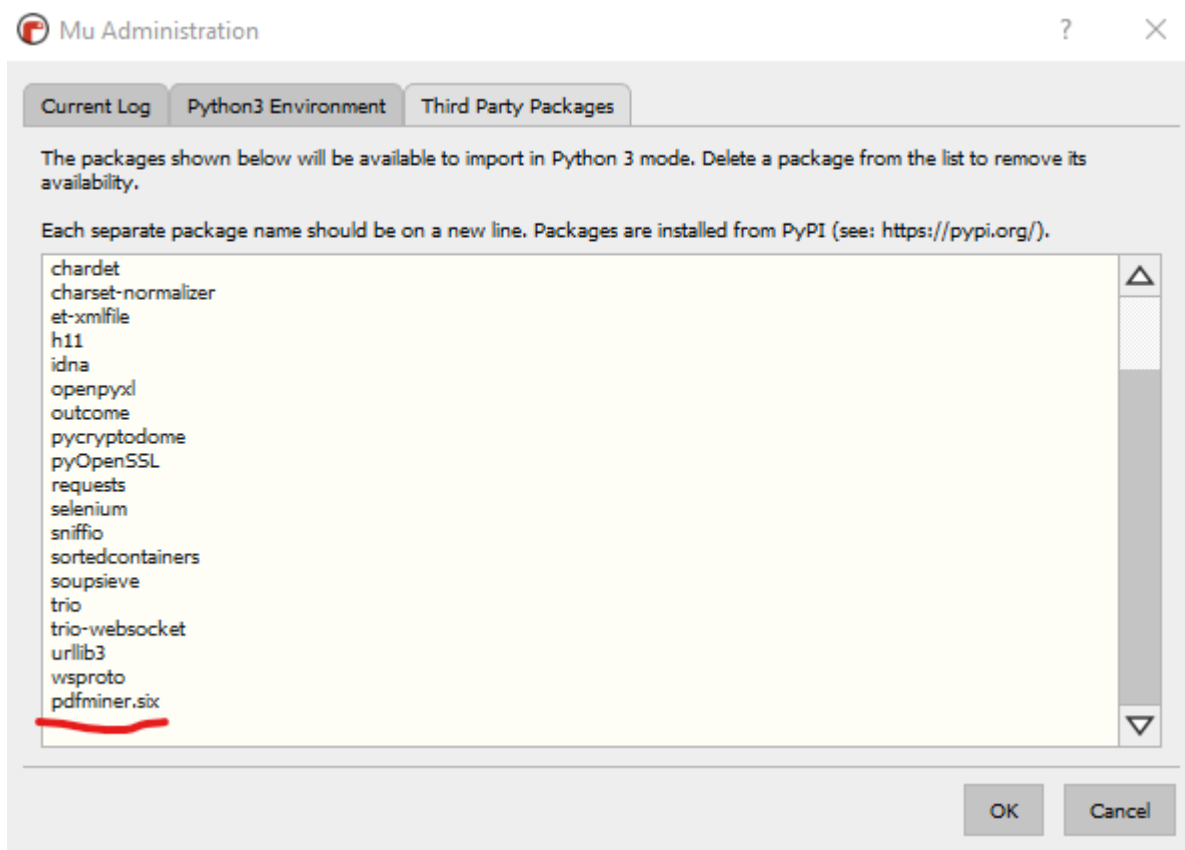 Mu Administration
?
Current Log
Python3 Environment
Third Party Packages
The packages shown below will be available to import in Python 3 mode. Delete a package from the list to remove its
availability.
Each separate package name should be on a new line. Packages are installed from PyPI (see: https://pypi.org/).
chardet
charset-normalizer
et-xmlfile
h11
idna
openpyxl
outcome
pycryptodome
pyOpenSSL
requests
selenium
sniffio
sortedcontainers
soupsieve
trio
trio-websocket
urllib3
wsproto
pdfminer.six
OK
Cancel